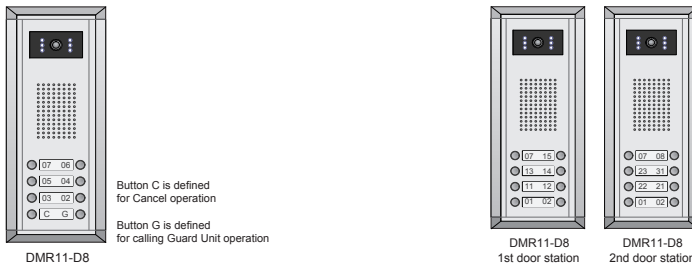 07 06
05 04
03 02
C G
Button C is defined
for Cancel operation
Button G is defined
for calling Guard Unit operation
DMR11-D8
07 15
13 14
11 12
01 02
DMR11-D8
1st door station
07 08
23 31
22 21
01 02
DMR11-D8
2nd door station